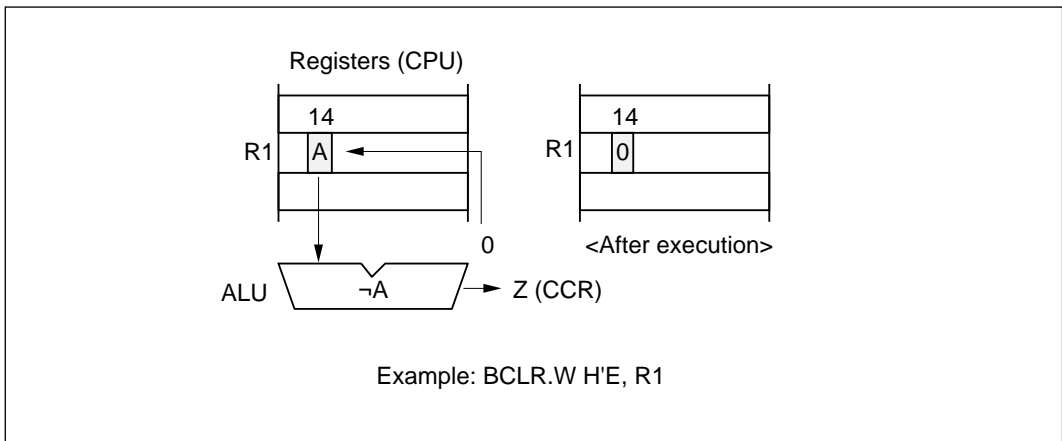 Registers (CPU)
14
14
R1
A
R1
0
0
<After execution>
ALU
¬A
Z (CCR)
Example: BCLR.W H'E, R1